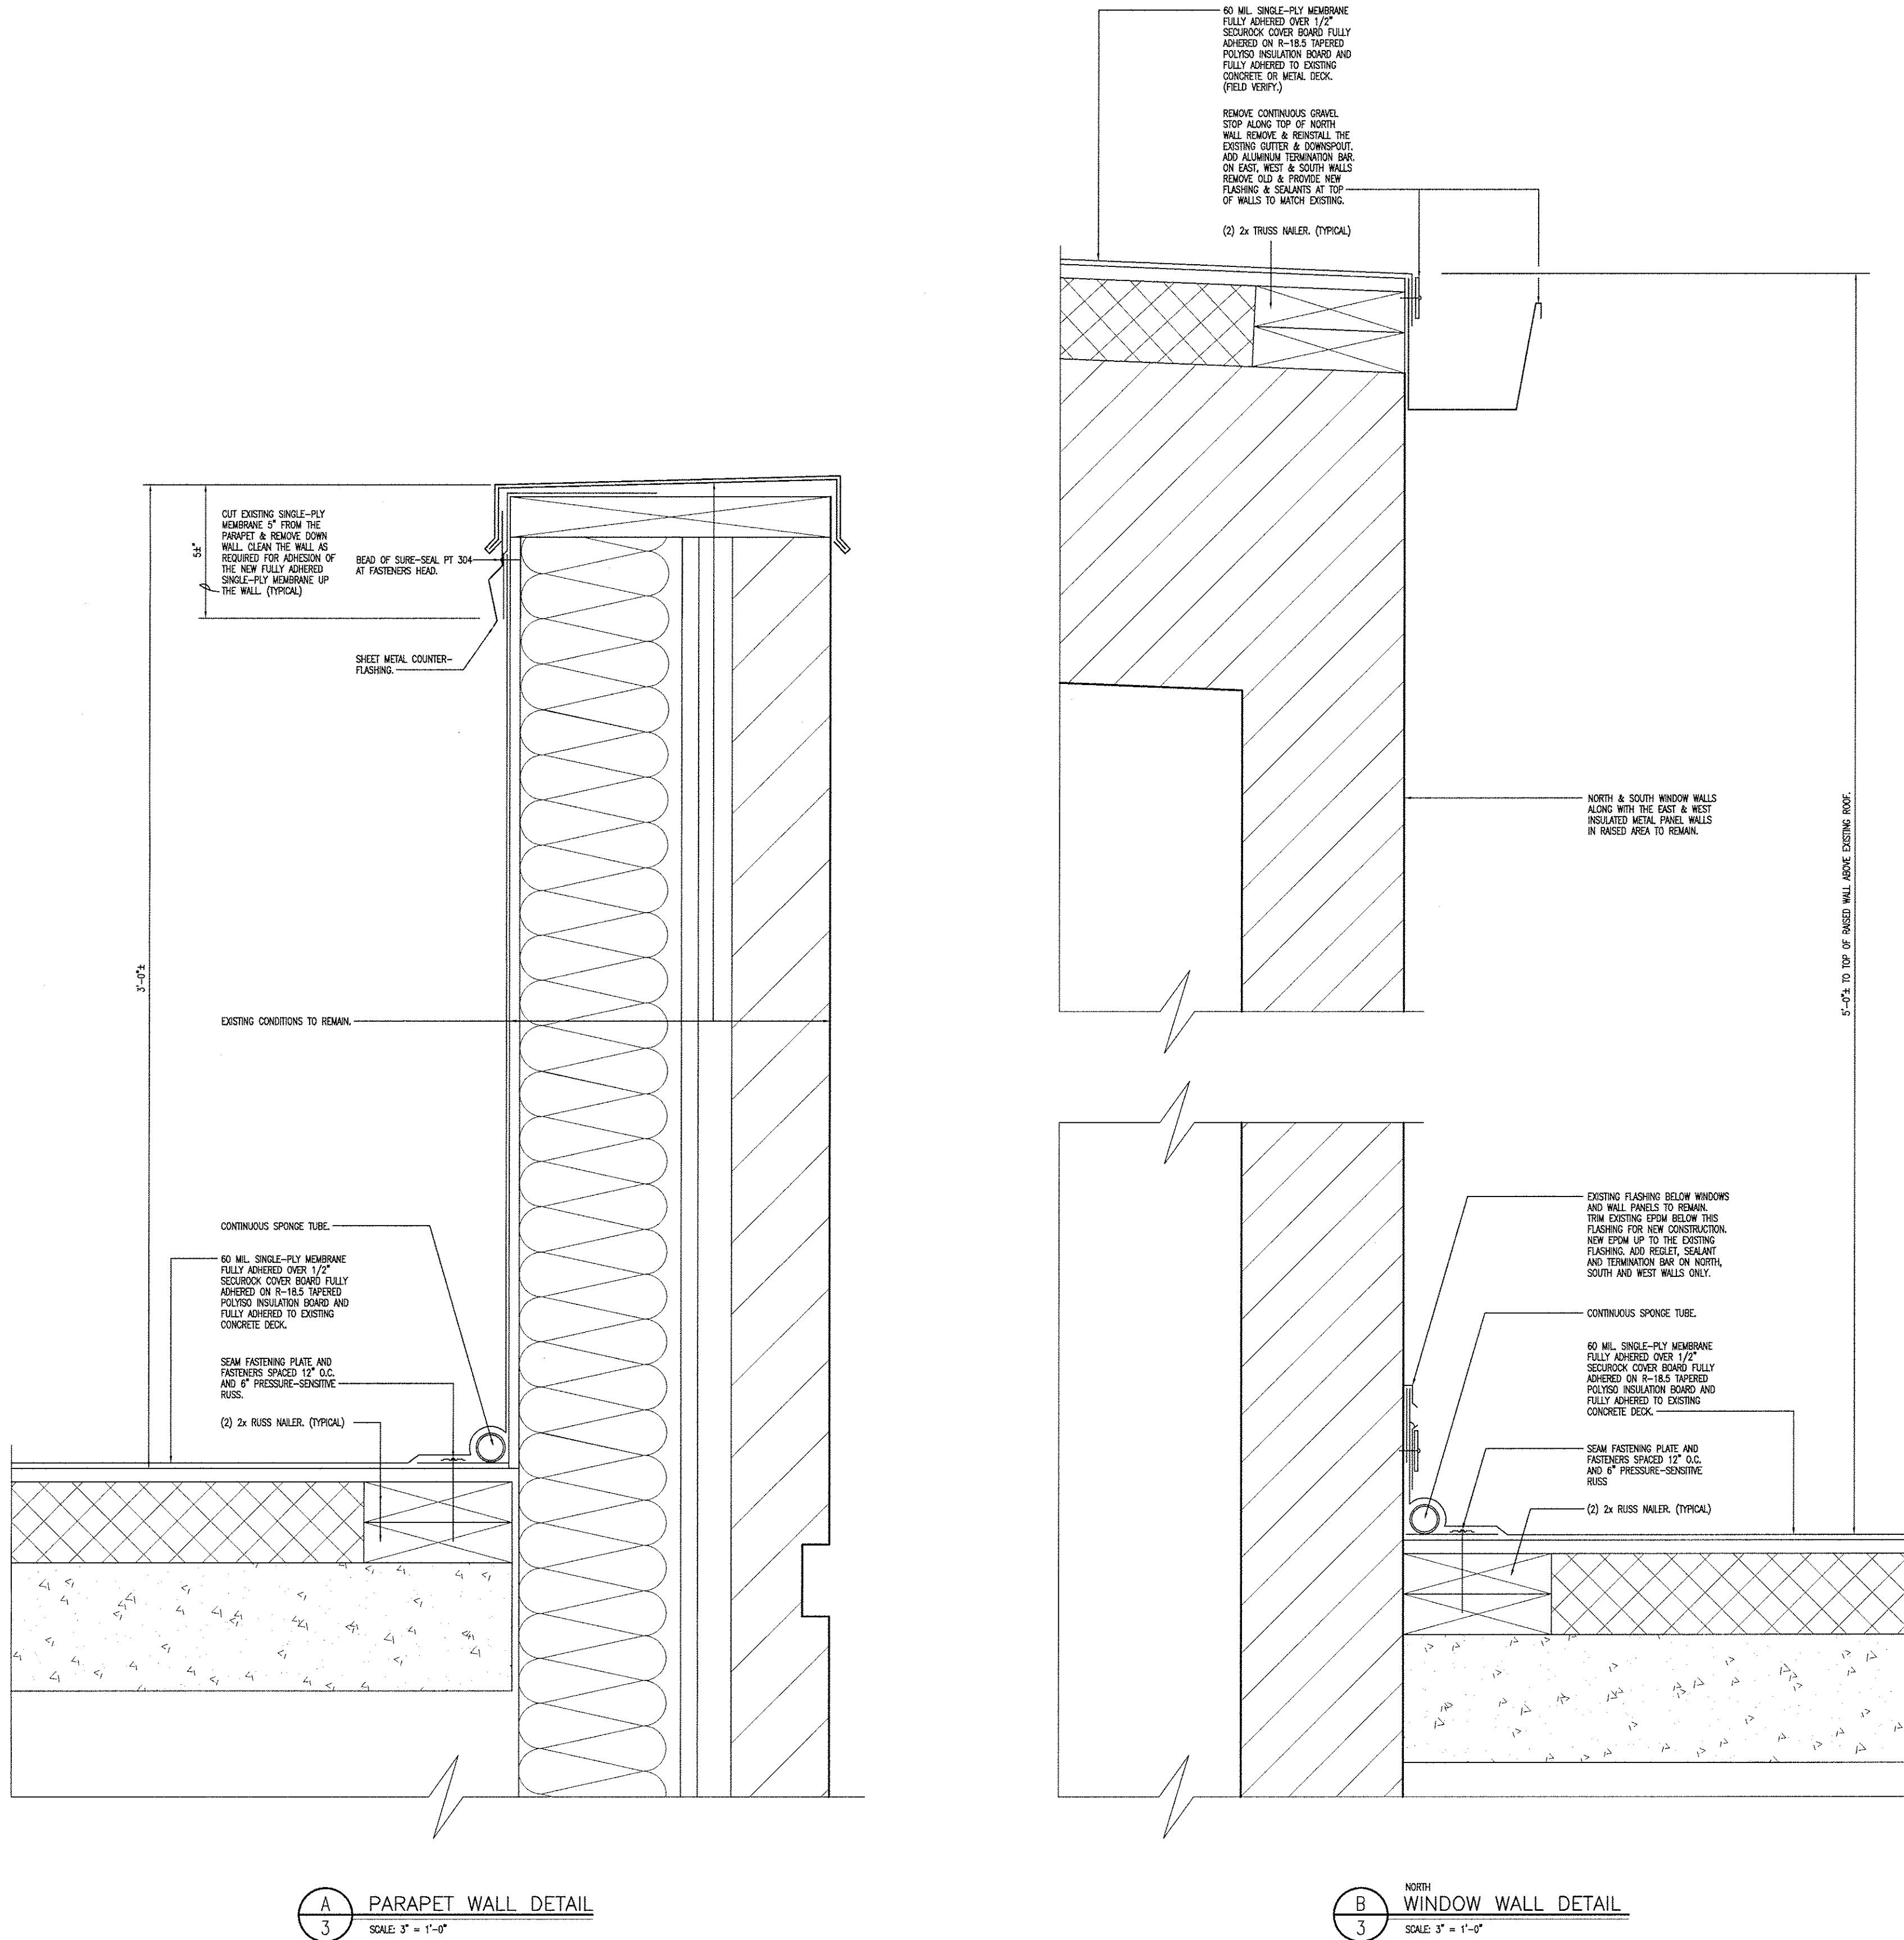 CUT EXISTING SINGLE-PLY
MEMBRANE 5" FROM THE
PARAPET & REMOVE DOWN
WALL. CLEAN THE WALL AS
REQUIRED FOR ADHESION OF
THE NEW FULLY ADHERED
SINGLE-PLY MEMBRANE UP
THE WALL. (TYPICAL)
5±"
BEAD OF SURE-SEAL PT 304
AT FASTENERS HEAD.
SHEET METAL COUNTER-
FLASHING.
3'-0"±
EXISTING CONDITIONS TO REMAIN.
CONTINUOUS SPONGE TUBE.
60 MIL. SINGLE-PLY MEMBRANE
FULLY ADHERED OVER 1/2"
SECUROCK COVER BOARD FULLY
ADHERED ON R-18.5 TAPERED
POLYISO INSULATION BOARD AND
FULLY ADHERED TO EXISTING
CONCRETE DECK.
SEAM FASTENING PLATE AND
FASTENERS SPACED 12" O.C.
AND 6" PRESSURE-SENSITIVE
RUSS.
(2) 2x RUSS NAILER. (TYPICAL)
A
3
PARAPET WALL DETAIL
SCALE: 3" = 1'-0"
60 MIL. SINGLE-PLY MEMBRANE
FULLY ADHERED OVER 1/2"
SECUROCK COVER BOARD FULLY
ADHERED ON R-18.5 TAPERED
POLYISO INSULATION BOARD AND
FULLY ADHERED TO EXISTING
CONCRETE OR METAL DECK.
(FIELD VERIFY.)
REMOVE CONTINUOUS GRAVEL
STOP ALONG TOP OF NORTH
WALL REMOVE & REINSTALL THE
EXISTING GUTTER & DOWNSPOUT.
ADD ALUMINUM TERMINATION BAR.
ON EAST, WEST & SOUTH WALLS
REMOVE OLD & PROVIDE NEW
FLASHING & SEALANTS AT TOP
OF WALLS TO MATCH EXISTING.
(2) 2x TRUSS NAILER. (TYPICAL)
NORTH & SOUTH WINDOW WALLS
ALONG WITH THE EAST & WEST
INSULATED METAL PANEL WALLS
IN RAISED AREA TO REMAIN.
5'-0"± TO TOP OF RAISED WALL ABOVE EXISTING ROOF.
EXISTING FLASHING BELOW WINDOWS
AND WALL PANELS TO REMAIN.
TRIM EXISTING EPDM BELOW THIS
FLASHING FOR NEW CONSTRUCTION.
NEW EPDM UP TO THE EXISTING
FLASHING. ADD REGLET, SEALANT
AND TERMINATION BAR ON NORTH,
SOUTH AND WEST WALLS ONLY.
CONTINUOUS SPONGE TUBE.
60 MIL. SINGLE-PLY MEMBRANE
FULLY ADHERED OVER 1/2"
SECUROCK COVER BOARD FULLY
ADHERED ON R-18.5 TAPERED
POLYISO INSULATION BOARD AND
FULLY ADHERED TO EXISTING
CONCRETE DECK.
SEAM FASTENING PLATE AND
FASTENERS SPACED 12" O.C.
AND 6" PRESSURE-SENSITIVE
RUSS
(2) 2x RUSS NAILER. (TYPICAL)
B
3
NORTH
WINDOW WALL DETAIL
SCALE: 3" = 1'-0"